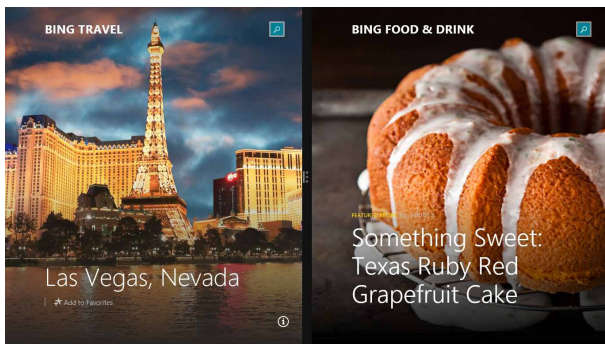 BING TRAVEL
Las Vegas, Nevada
Add to Favorites
BING FOOD & DRINK
Something Sweet:
Texas Ruby Red
Grapefruit Cake